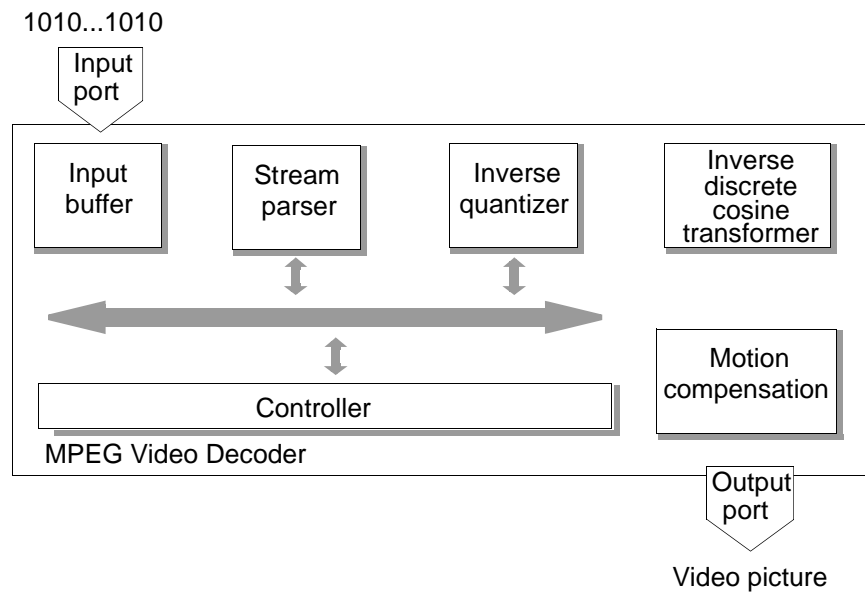 1010...1010
Input
port
Input
buffer
Stream
parser
Inverse
quantizer
Inverse
discrete
cosine
transformer
Motion
compensation
Controller
MPEG Video Decoder
Output
port
Video picture